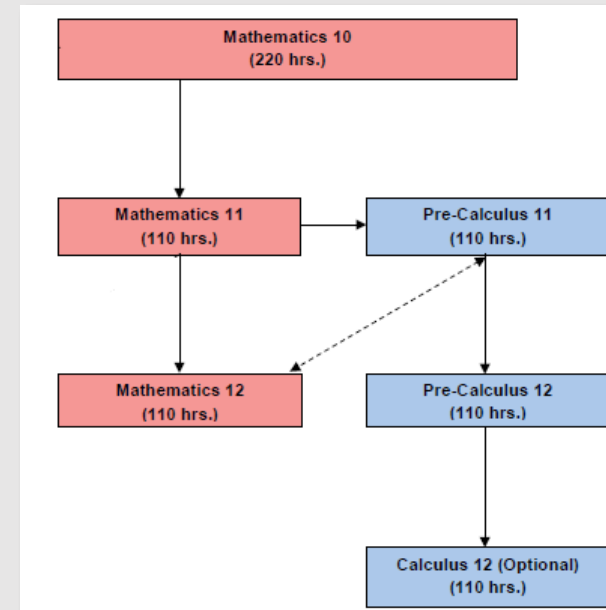 Mathematics 10
(220 hrs.)
Mathematics 11
(110 hrs.)
Pre-Calculus 11
(110 hrs.)
Mathematics 12
(110 hrs.)
Pre-Calculus 12
(110 hrs.)
Calculus 12 (Optional)
(110 hrs.)